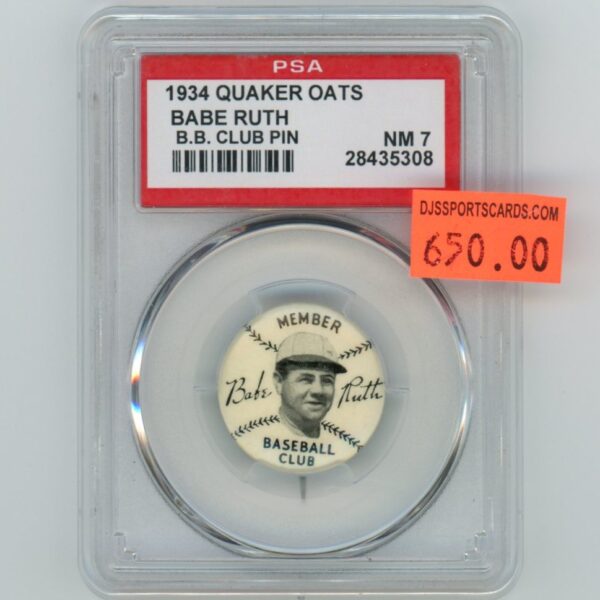 PSA
1934 QUAKER OATS
BABE RUTH
B.B. CLUB PIN NM 7
28435308
DJSSPORTSCARDS.COM
650.00
MEMBER
Babe Ruth
BASEBALL
CLUB